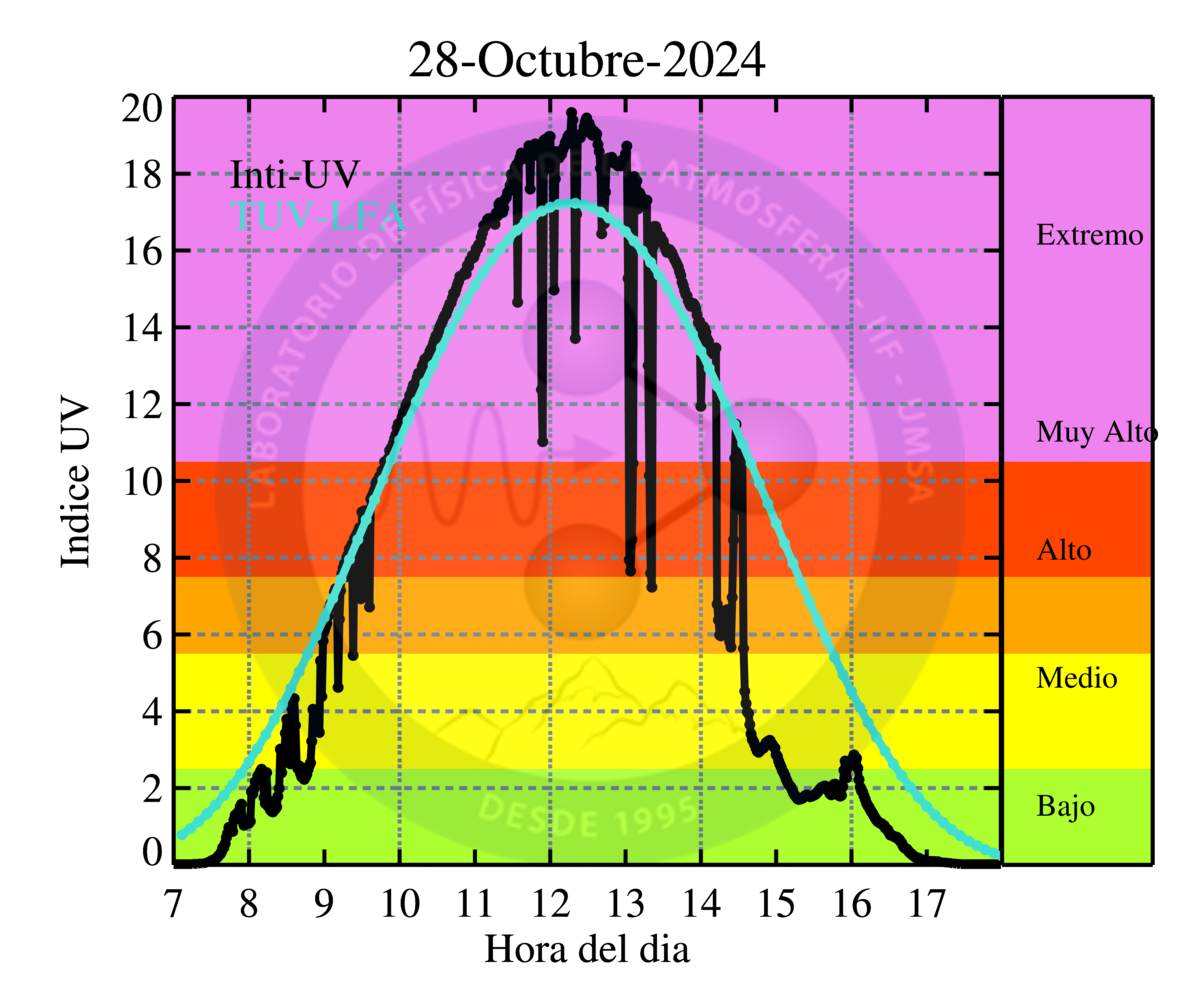 28-Octubre-2024
Inti-UV
TUV-LFA
Indice UV
20
18
16
14
12
10
8
6
4
2
0
7 8 9 10 11 12 13 14 15 16 17
Hora del dia
Extremo
Muy Alto
Alto
Medio
Bajo
LABORATORIO DE FÍSICA DE LA ATMÓSFERA - IIF - UMSA
DESDE 1995